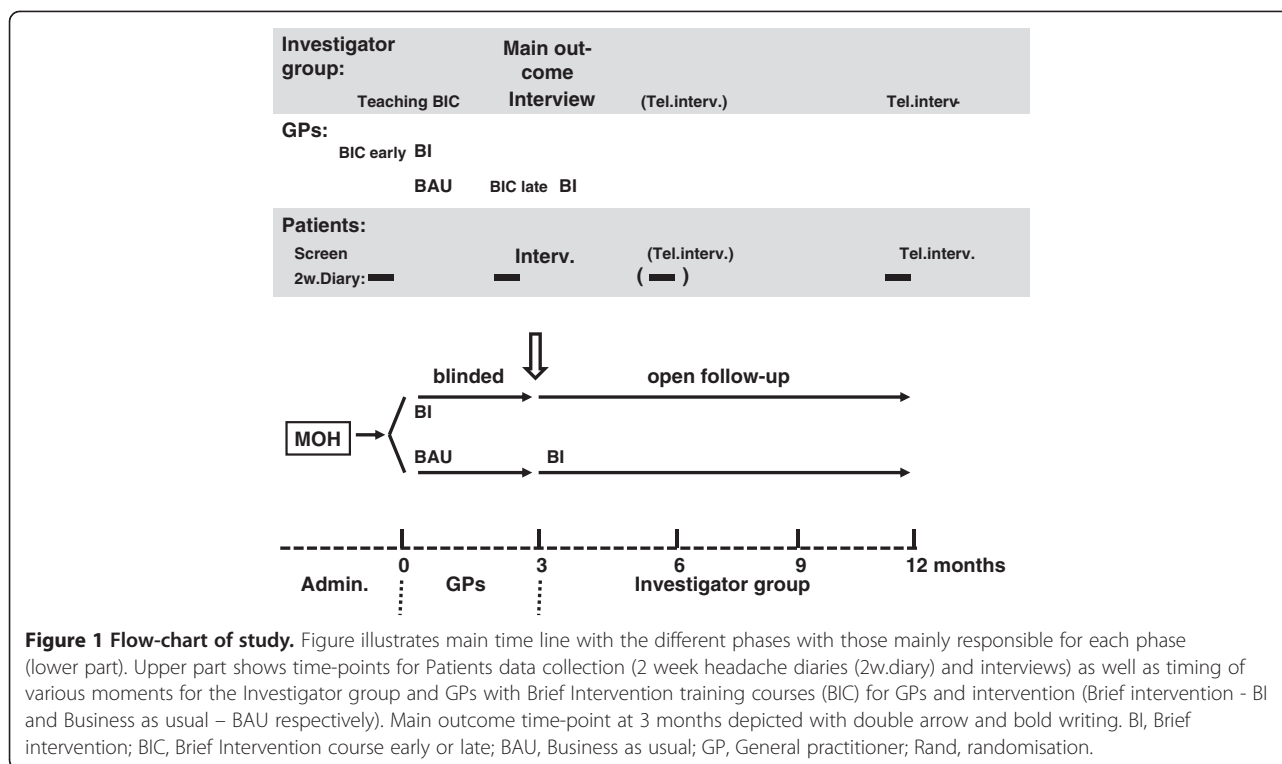 Investigator group:
Main out-come Interview
Teaching BIC (Tel.interv.) Tel.interv-
GPs:
BIC early BI
BAU BIC late BI
Patients:
Screen Interv. (Tel.interv.) Tel.interv.
2w.Diary: ( )
blinded open follow-up
BI
MOH
BAU BI
0 3 6 9 12 months
Admin. GPs Investigator group
Figure 1 Flow-chart of study. Figure illustrates main time line with the different phases with those mainly responsible for each phase
(lower part). Upper part shows time-points for Patients data collection (2 week headache diaries (2w.diary) and interviews) as well as timing of
various moments for the Investigator group and GPs with Brief Intervention training courses (BIC) for GPs and intervention (Brief intervention - BI
and Business as usual – BAU respectively). Main outcome time-point at 3 months depicted with double arrow and bold writing. BI, Brief
intervention; BIC, Brief Intervention course early or late; BAU, Business as usual; GP, General practitioner; Rand, randomisation.